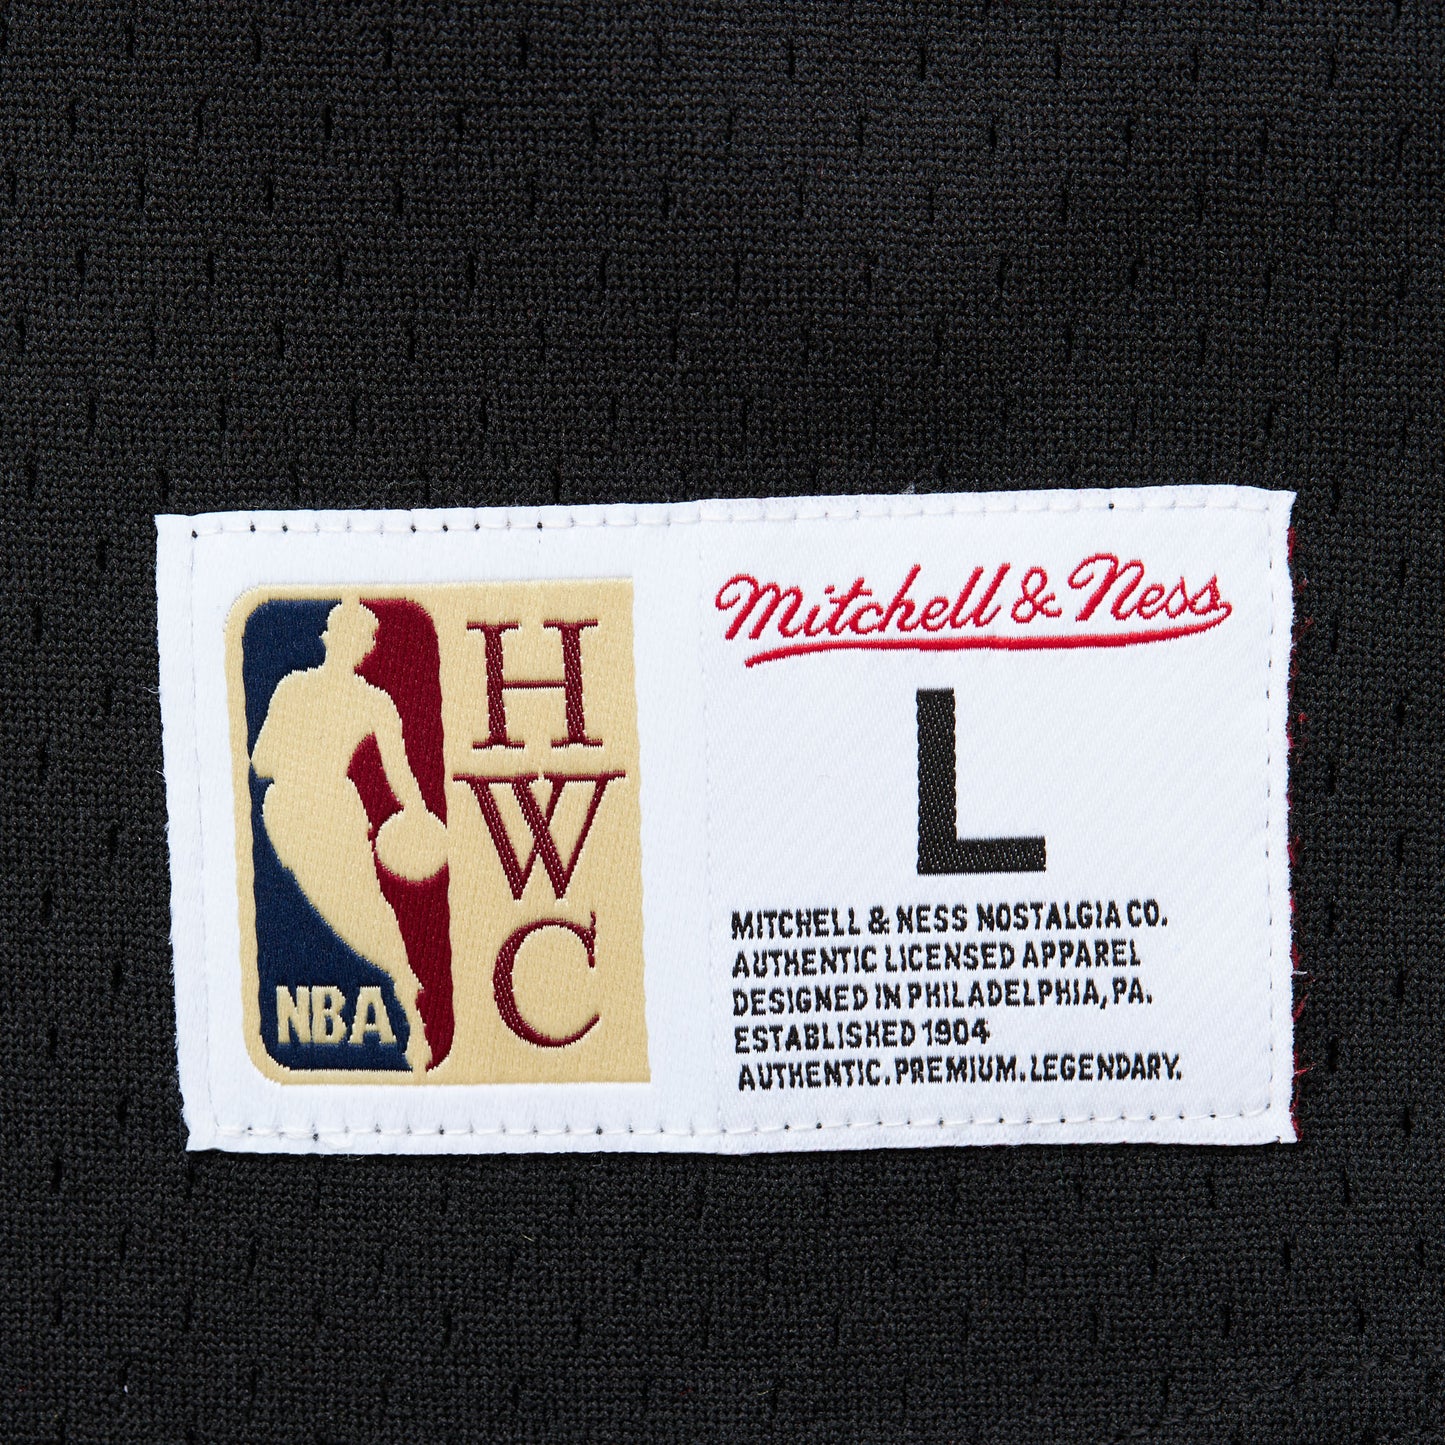 NBA
H
W
C
Mitchell & Ness
L
MITCHELL & NESS NOSTALGIA CO.
AUTHENTIC LICENSED APPAREL
DESIGNED IN PHILADELPHIA, PA.
ESTABLISHED 1904
AUTHENTIC. PREMIUM. LEGENDARY.